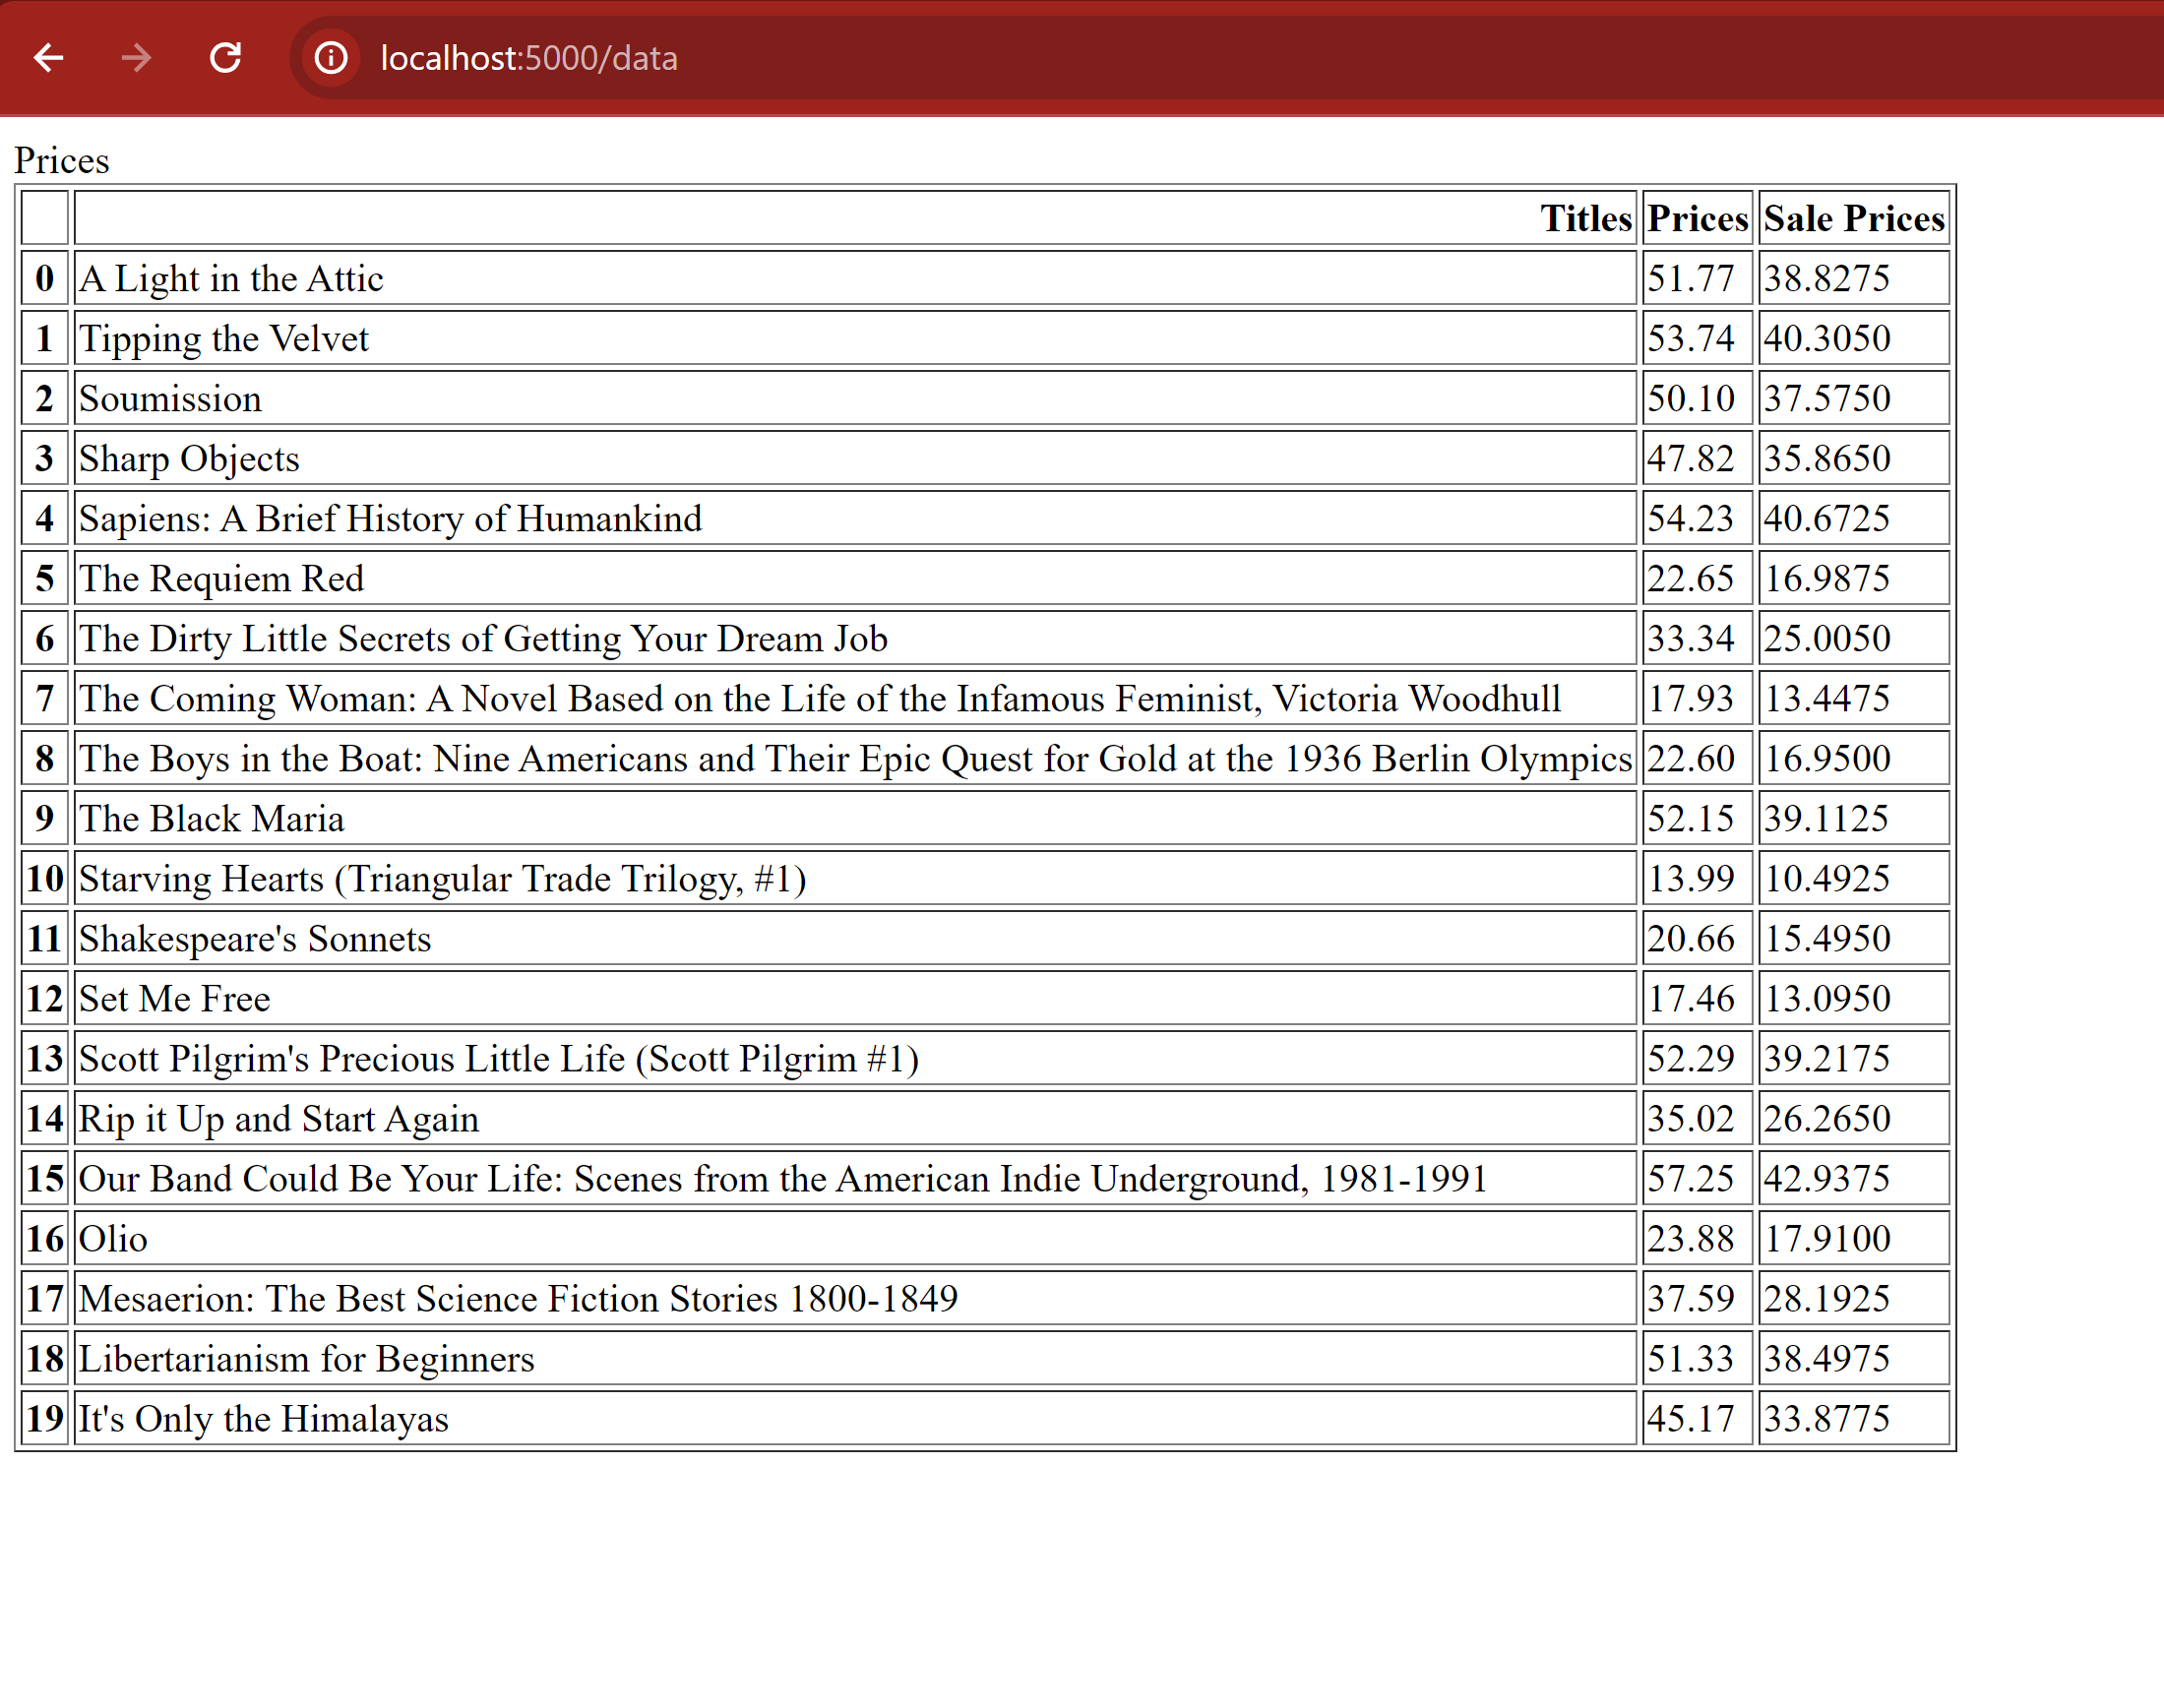 localhost:5000/data
Prices
Titles Prices Sale Prices
0 A Light in the Attic 51.77 38.8275
1 Tipping the Velvet 53.74 40.3050
2 Soumission 50.10 37.5750
3 Sharp Objects 47.82 35.8650
4 Sapiens: A Brief History of Humankind 54.23 40.6725
5 The Requiem Red 22.65 16.9875
6 The Dirty Little Secrets of Getting Your Dream Job 33.34 25.0050
7 The Coming Woman: A Novel Based on the Life of the Infamous Feminist, Victoria Woodhull 17.93 13.4475
8 The Boys in the Boat: Nine Americans and Their Epic Quest for Gold at the 1936 Berlin Olympics 22.60 16.9500
9 The Black Maria 52.15 39.1125
10 Starving Hearts (Triangular Trade Trilogy, #1) 13.99 10.4925
11 Shakespeare's Sonnets 20.66 15.4950
12 Set Me Free 17.46 13.0950
13 Scott Pilgrim's Precious Little Life (Scott Pilgrim #1) 52.29 39.2175
14 Rip it Up and Start Again 35.02 26.2650
15 Our Band Could Be Your Life: Scenes from the American Indie Underground, 1981-1991 57.25 42.9375
16 Olio 23.88 17.9100
17 Mesaerion: The Best Science Fiction Stories 1800-1849 37.59 28.1925
18 Libertarianism for Beginners 51.33 38.4975
19 It's Only the Himalayas 45.17 33.8775